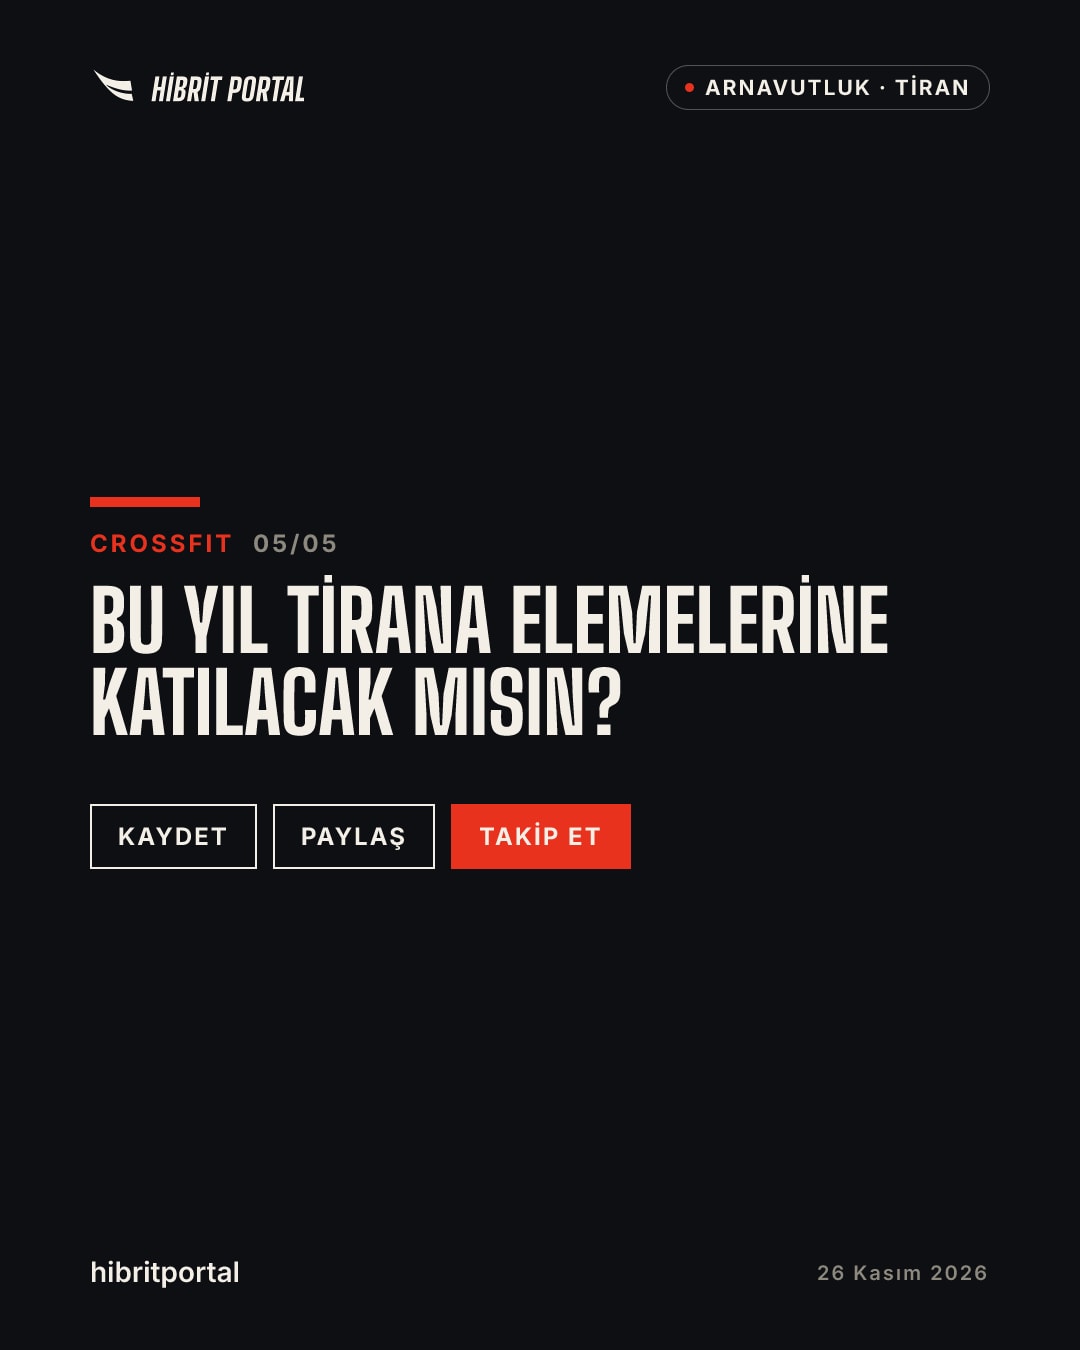 HİBRİT PORTAL
ARNAVUTLUK · TİRAN
CROSSFIT 05/05
BU YIL TİRANA ELEMELERİNE
KATILACAK MISIN?
KAYDET
PAYLAŞ
TAKİP ET
hibritportal
26 Kasım 2026